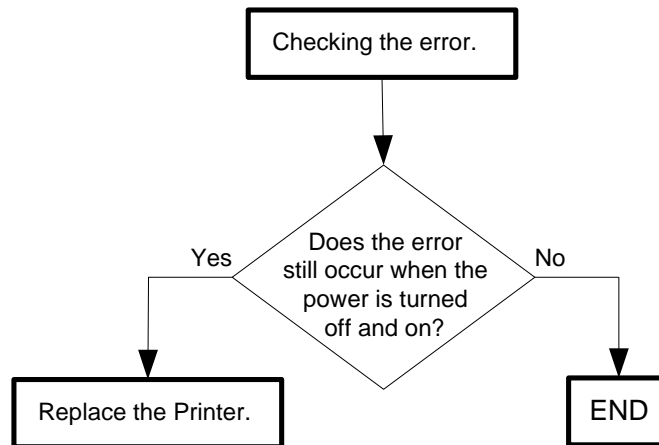 Checking the error.
Does the error
still occur when the
power is turned
off and on?
Yes
No
Replace the Printer.
END